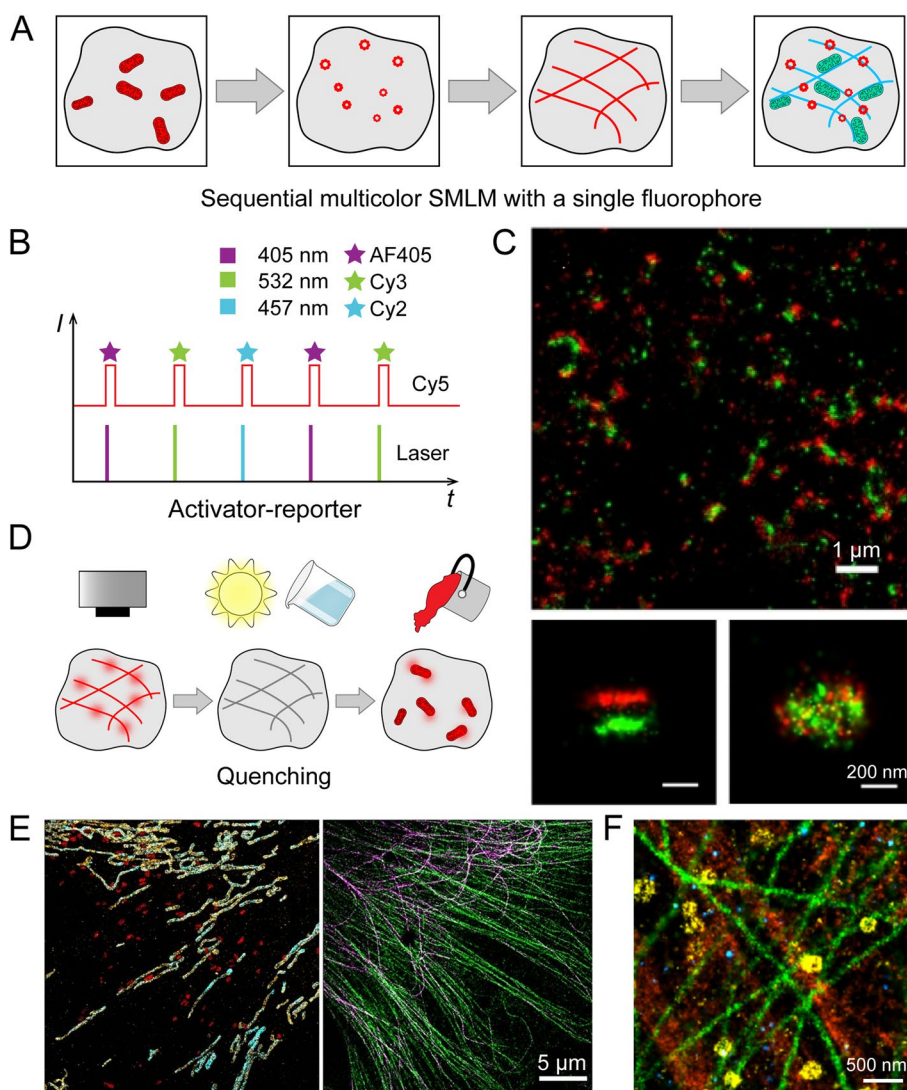 A
Sequential multicolor SMLM with a single fluorophore
B
405 nm AF405
532 nm Cy3
457 nm Cy2
I
Cy5
Laser
t
Activator-reporter
C
1 µm
200 nm
D
Quenching
E
5 µm
F
500 nm